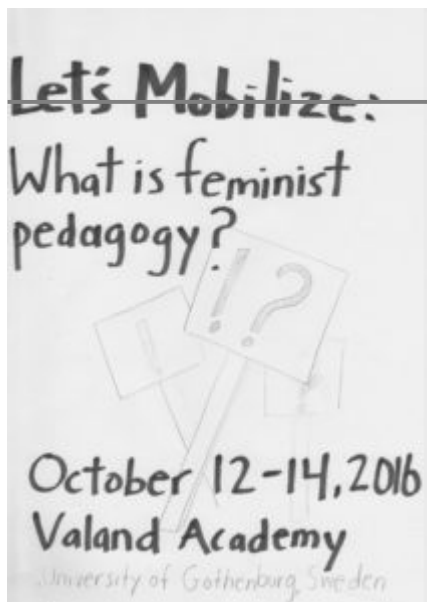 Let's Mobilize:
What is feminist
pedagogy?
!?
!
?
October 12-14, 2016
Valand Academy
University of Gothenburg, Sweden